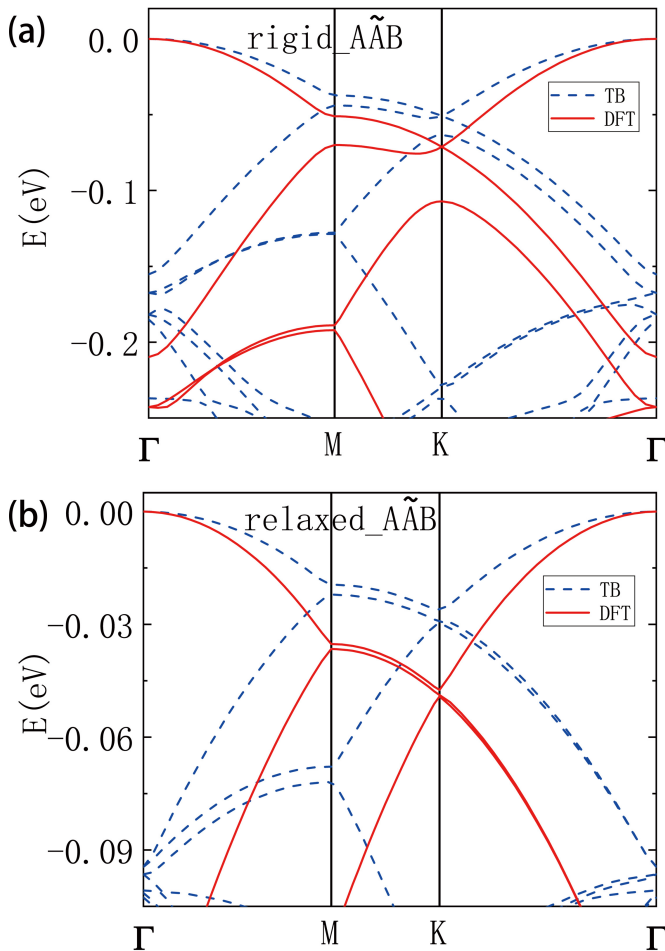 (a)
rigid_AÃB
0.0
-0.1
-0.2
E(eV)
TB
DFT
Γ
M
K
Γ
(b)
relaxed_AÃB
0.00
-0.03
-0.06
-0.09
E(eV)
TB
DFT
Γ
M
K
Γ